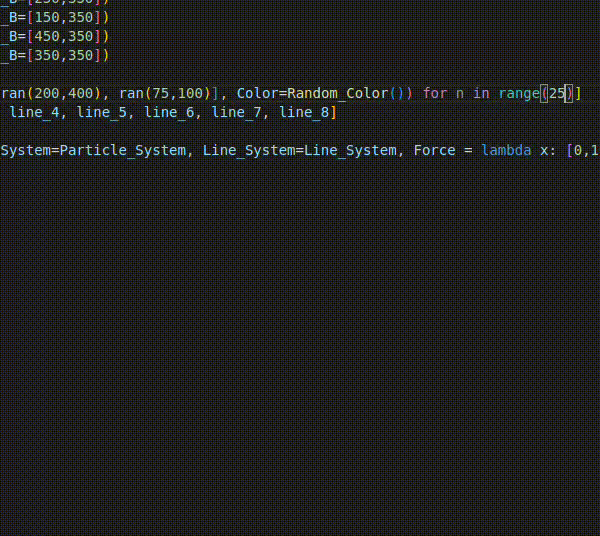 _B=[250,350])
_B=[150,350])
_B=[450,350])
_B=[350,350])
ran(200,400), ran(75,100)], Color=Random_Color()) for n in range(25)]
line_4, line_5, line_6, line_7, line_8]
System=Particle_System, Line_System=Line_System, Force = lambda x: [0,1